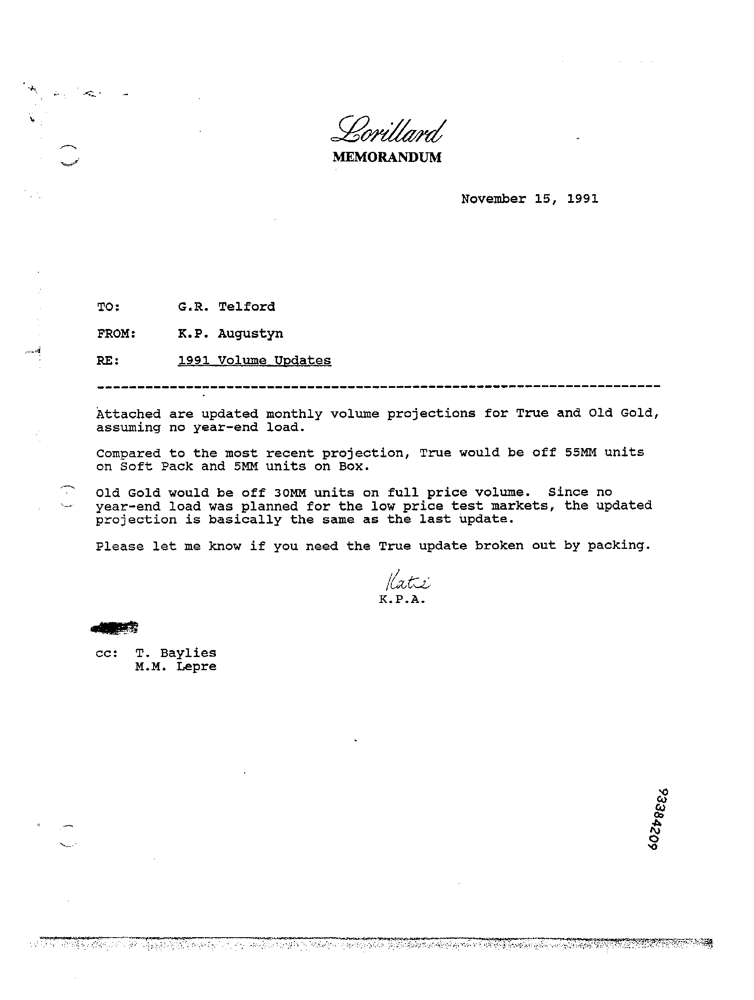 Lorillard
MEMORANDUM
November 15, 1991
TO: G.R. Telford
FROM: K.P. Augustyn
RE: 1991 Volume Updates
Attached are updated monthly volume projections for True and Old Gold,
assuming no year-end load.
Compared to the most recent projection, True would be off 55MM units
on Soft Pack and 5MM units on Box.
Old Gold would be off 30MM units on full price volume. Since no
year-end load was planned for the low price test markets, the updated
projection is basically the same as the last update.
Please let me know if you need the True update broken out by packing.
Katie
K.P.A.
cc: T. Baylies
M.M. Lepre
93384209